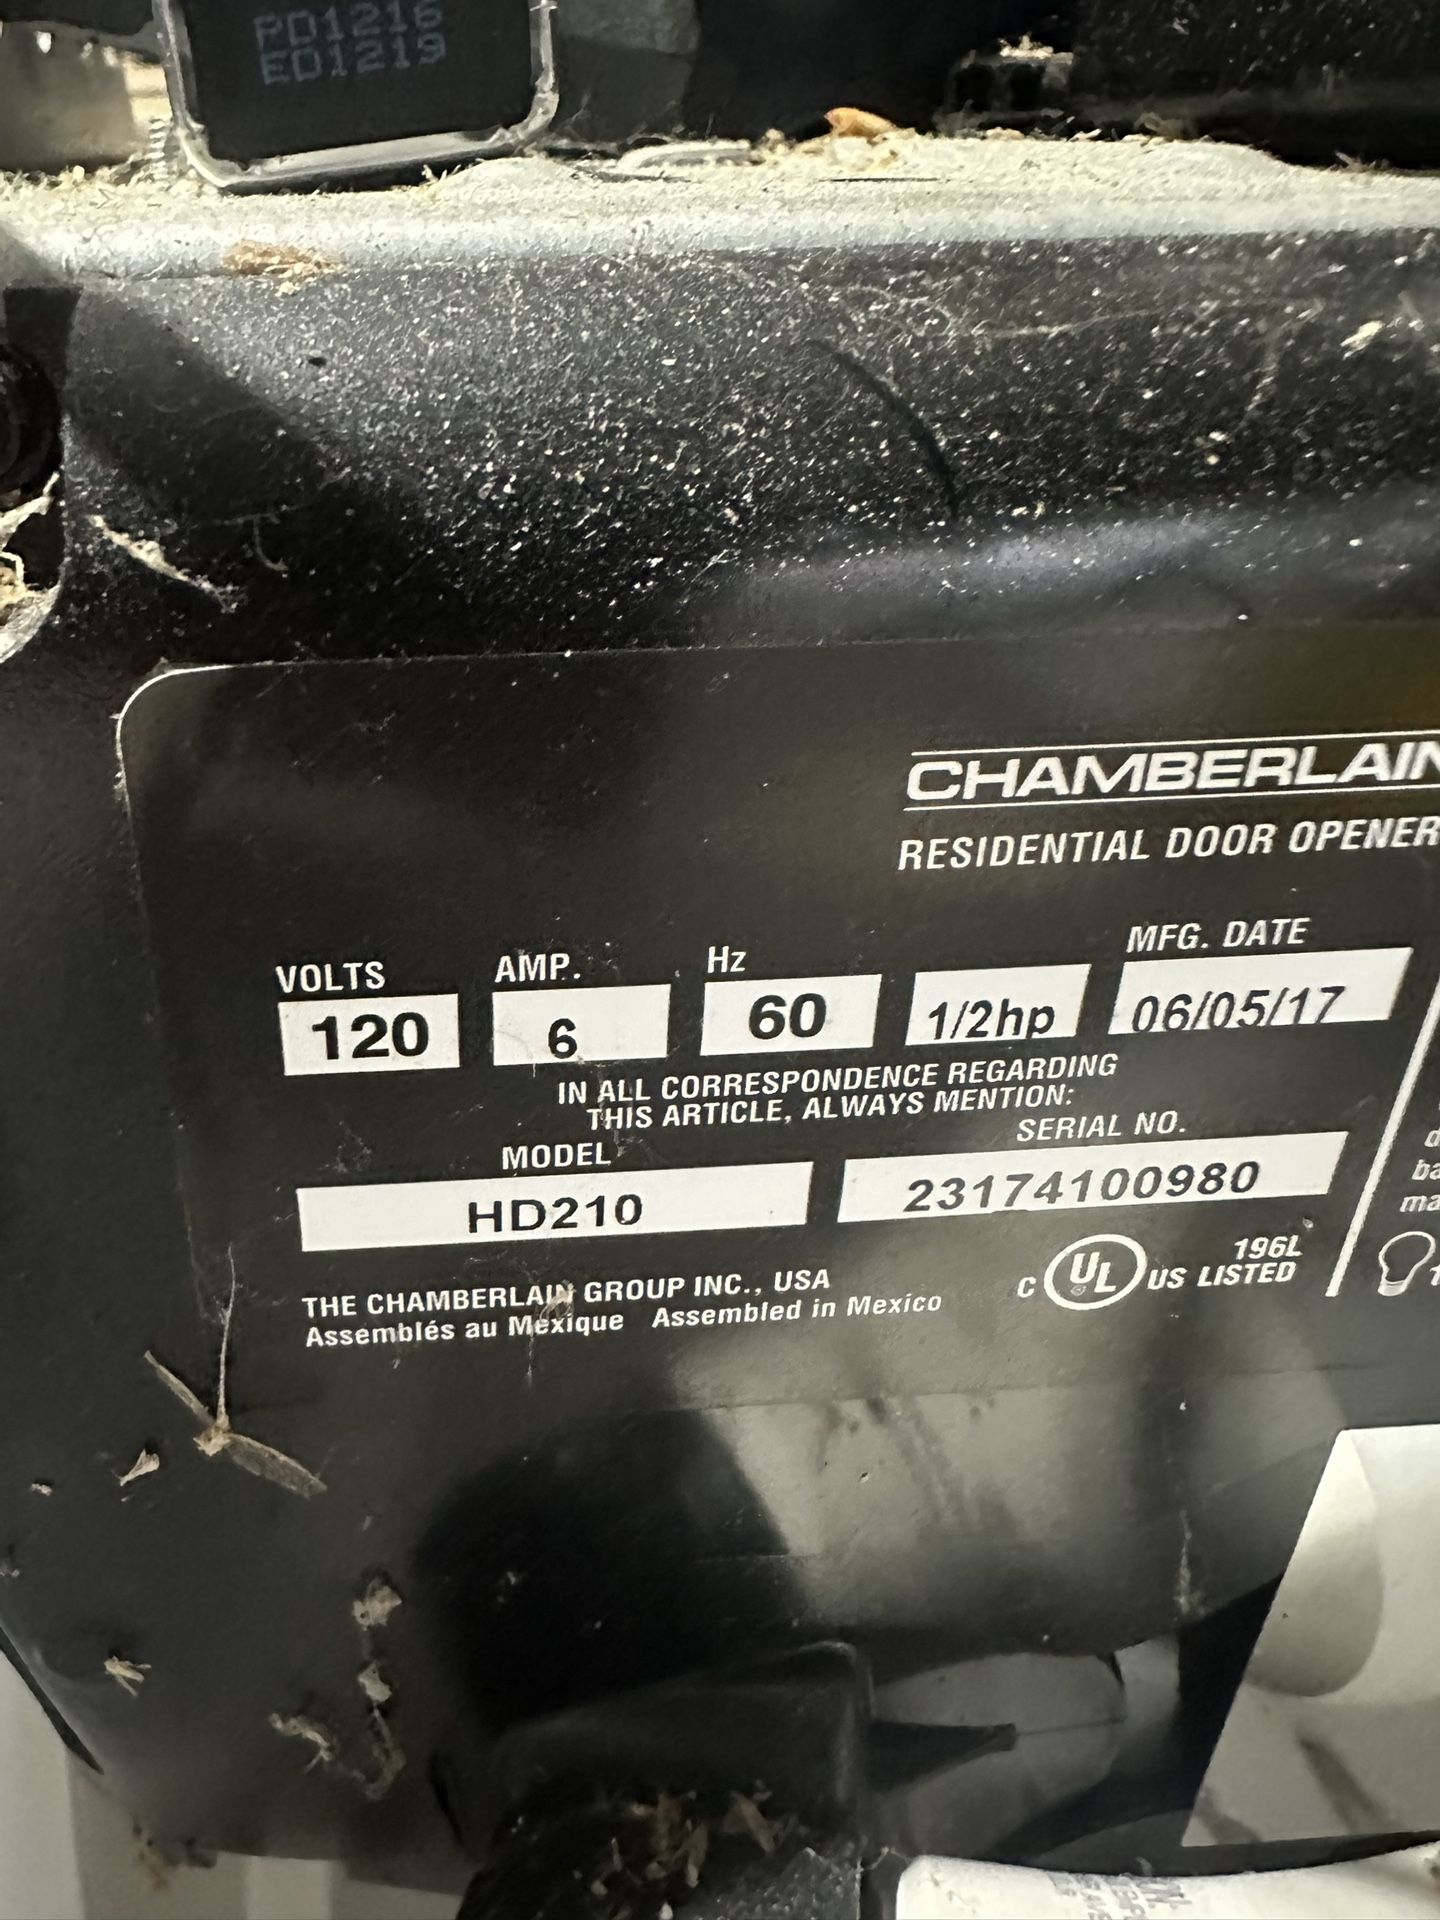 PD1216
ED1219
CHAMBERLAIN
RESIDENTIAL DOOR OPENER
VOLTS AMP. Hz MFG. DATE
120 6 60 1/2hp 06/05/17
IN ALL CORRESPONDENCE REGARDING
THIS ARTICLE, ALWAYS MENTION:
MODEL SERIAL NO.
HD210 23174100980
THE CHAMBERLAIN GROUP INC., USA
Assemblés au Mexique Assembled in Mexico
196L
C UL US LISTED